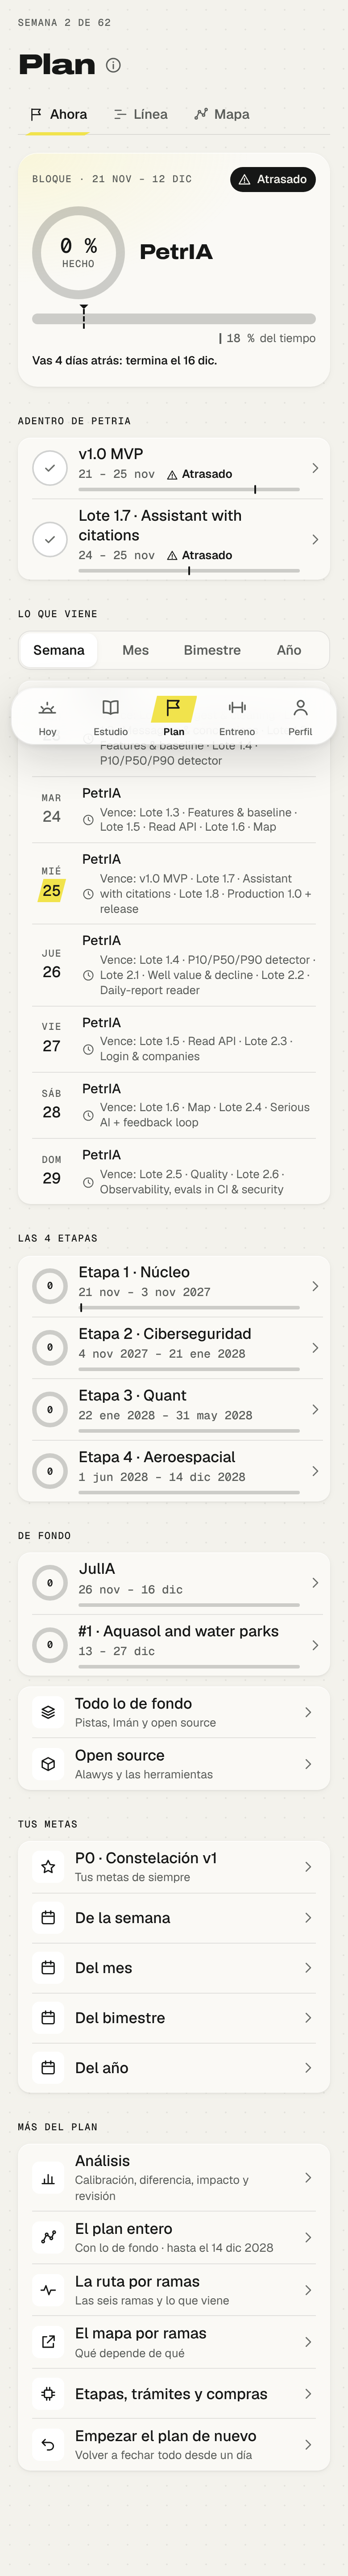 SEMANA 2 DE 62
Plan
Ahora
Línea
Mapa
BLOQUE · 21 NOV – 12 DIC
Atrasado
0 %
HECHO
PetrIA
18 % del tiempo
Vas 4 días atrás: termina el 16 dic.
ADENTRO DE PETRIA
v1.0 MVP
21 – 25 nov Atrasado
Lote 1.7 · Assistant with
citations
24 – 25 nov Atrasado
LO QUE VIENE
Semana
Mes
Bimestre
Año
Hoy
Estudio
Plan
Entreno
Perfil
Features & baseline · Lote 1.4 ·
P10/P50/P90 detector
MAR
24
PetrIA
Vence: Lote 1.3 · Features & baseline ·
Lote 1.5 · Read API · Lote 1.6 · Map
MIÉ
25
PetrIA
Vence: v1.0 MVP · Lote 1.7 · Assistant
with citations · Lote 1.8 · Production 1.0 +
release
JUE
26
PetrIA
Vence: Lote 1.4 · P10/P50/P90 detector ·
Lote 2.1 · Well value & decline · Lote 2.2 ·
Daily-report reader
VIE
27
PetrIA
Vence: Lote 1.5 · Read API · Lote 2.3 ·
Login & companies
SÁB
28
PetrIA
Vence: Lote 1.6 · Map · Lote 2.4 · Serious
AI + feedback loop
DOM
29
PetrIA
Vence: Lote 2.5 · Quality · Lote 2.6 ·
Observability, evals in CI & security
LAS 4 ETAPAS
0
Etapa 1 · Núcleo
21 nov – 3 nov 2027
0
Etapa 2 · Ciberseguridad
4 nov 2027 – 21 ene 2028
0
Etapa 3 · Quant
22 ene 2028 – 31 may 2028
0
Etapa 4 · Aeroespacial
1 jun 2028 – 14 dic 2028
DE FONDO
0
JulIA
26 nov – 16 dic
0
#1 · Aquasol and water parks
13 – 27 dic
Todo lo de fondo
Pistas, Imán y open source
Open source
Alawys y las herramientas
TUS METAS
P0 · Constelación v1
Tus metas de siempre
De la semana
Del mes
Del bimestre
Del año
MÁS DEL PLAN
Análisis
Calibración, diferencia, impacto y
revisión
El plan entero
Con lo de fondo · hasta el 14 dic 2028
La ruta por ramas
Las seis ramas y lo que viene
El mapa por ramas
Qué depende de qué
Etapas, trámites y compras
Empezar el plan de nuevo
Volver a fechar todo desde un día